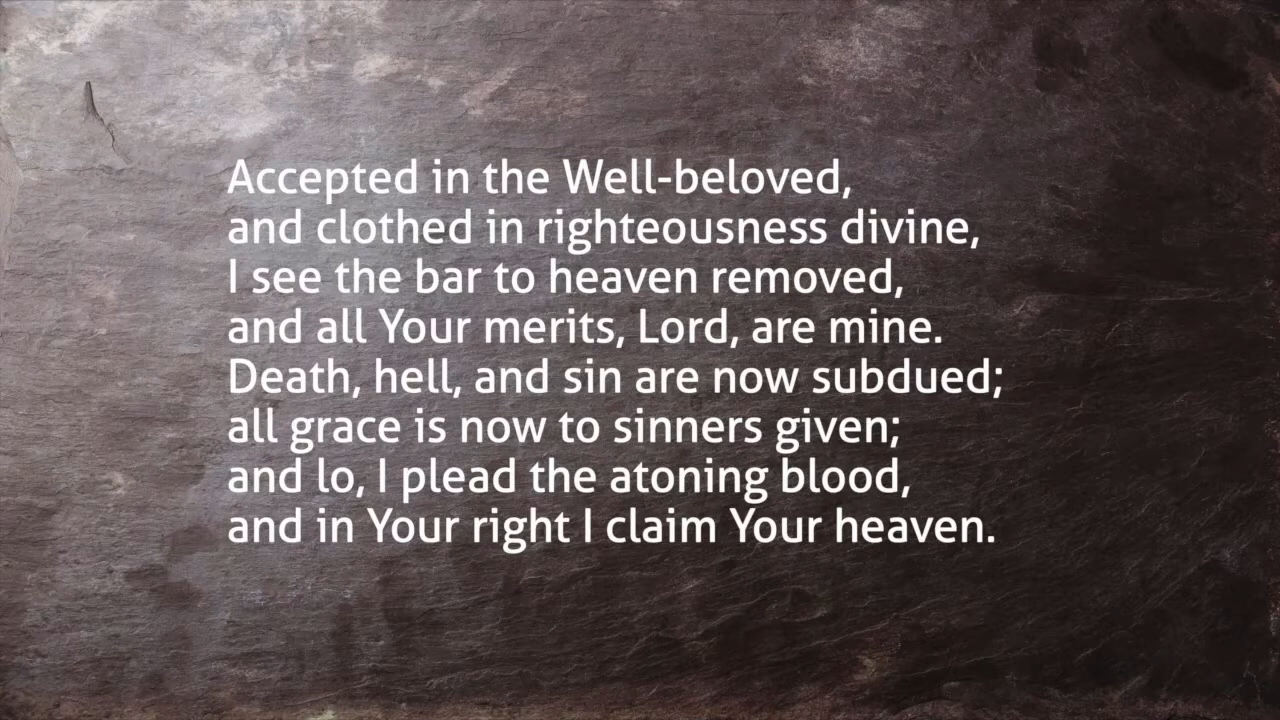 Accepted in the Well-beloved,
and clothed in righteousness divine,
I see the bar to heaven removed,
and all Your merits, Lord, are mine.
Death, hell, and sin are now subdued;
all grace is now to sinners given;
and lo, I plead the atoning blood,
and in Your right I claim Your heaven.